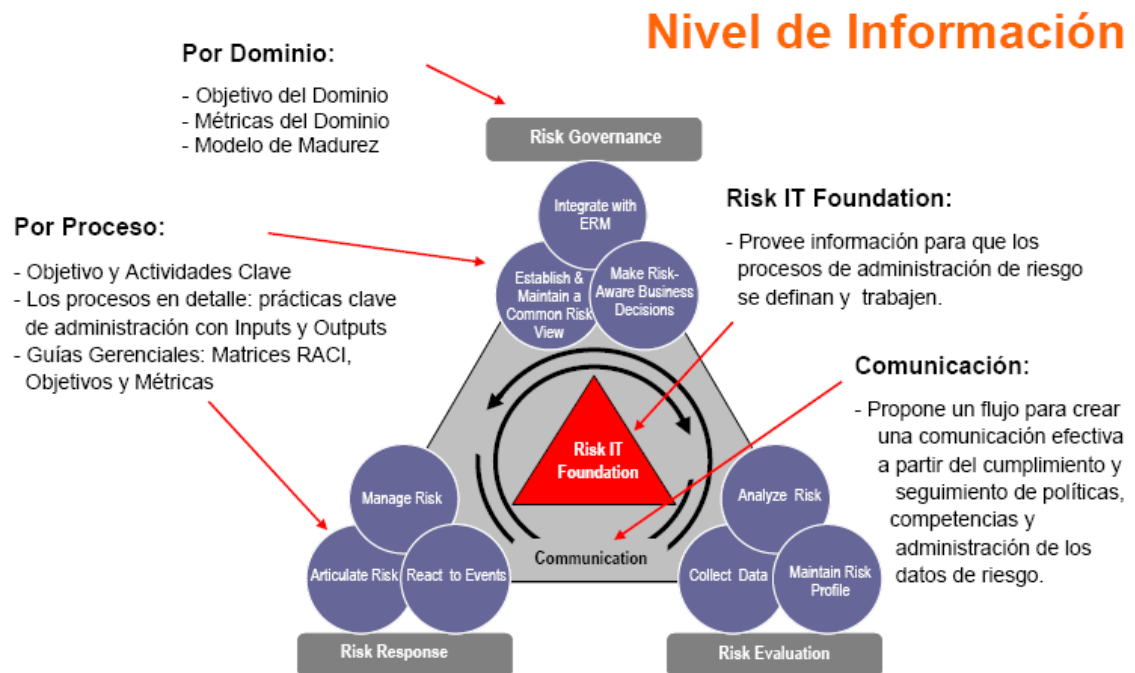 Nivel de Información
Por Dominio:
- Objetivo del Dominio
- Métricas del Dominio
- Modelo de Madurez
Risk Governance
Integrate with
ERM
Establish &
Maintain a
Common Risk
View
Make Risk-
Aware Business
Decisions
Por Proceso:
- Objetivo y Actividades Clave
- Los procesos en detalle: prácticas clave
de administración con Inputs y Outputs
- Guías Gerenciales: Matrices RACI,
Objetivos y Métricas
Risk IT Foundation:
- Provee información para que los
procesos de administración de riesgo
se definan y trabajen.
Comunicación:
- Propone un flujo para crear
una comunicación efectiva
a partir del cumplimiento y
seguimiento de políticas,
competencias y
administración de los
datos de riesgo.
Risk IT
Foundation
Communication
Manage Risk
Articulate Risk
React to Events
Risk Response
Analyze Risk
Collect Data
Maintain Risk
Profile
Risk Evaluation